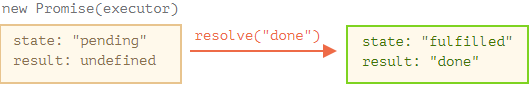 new Promise(executor)
state: "pending"
result: undefined
resolve("done")
state: "fulfilled"
result: "done"